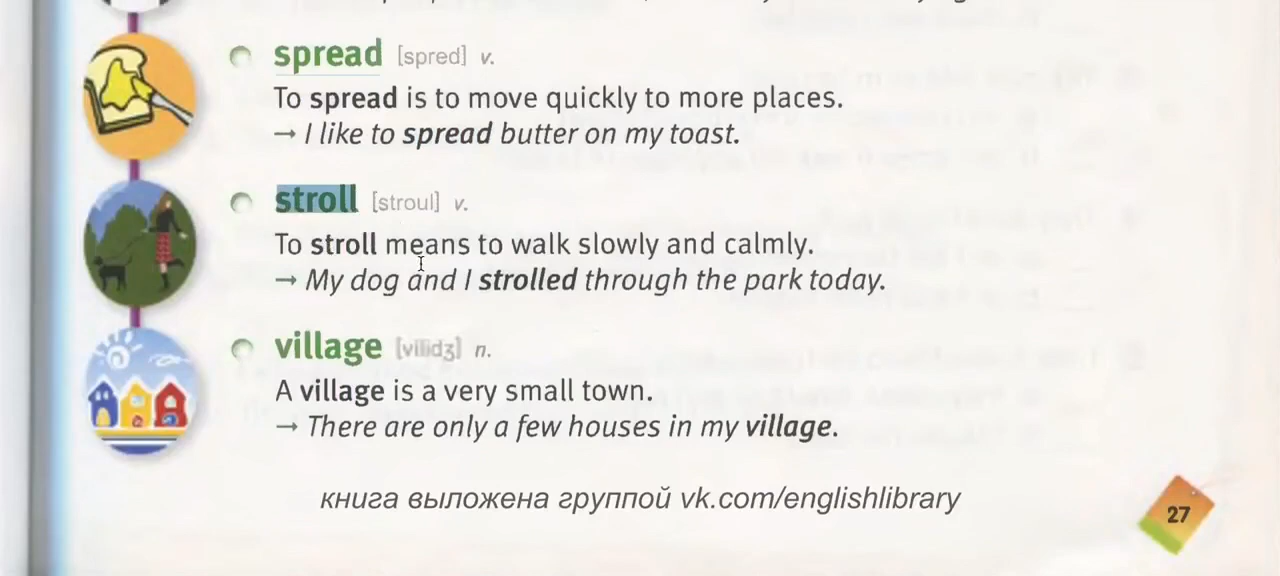 spread [spred] v.
To spread is to move quickly to more places.
→ I like to spread butter on my toast.
stroll [stroul] v.
To stroll means to walk slowly and calmly.
→ My dog and I strolled through the park today.
village [vilidʒ] n.
A village is a very small town.
→ There are only a few houses in my village.
книга выложена группой vk.com/englishlibrary
27